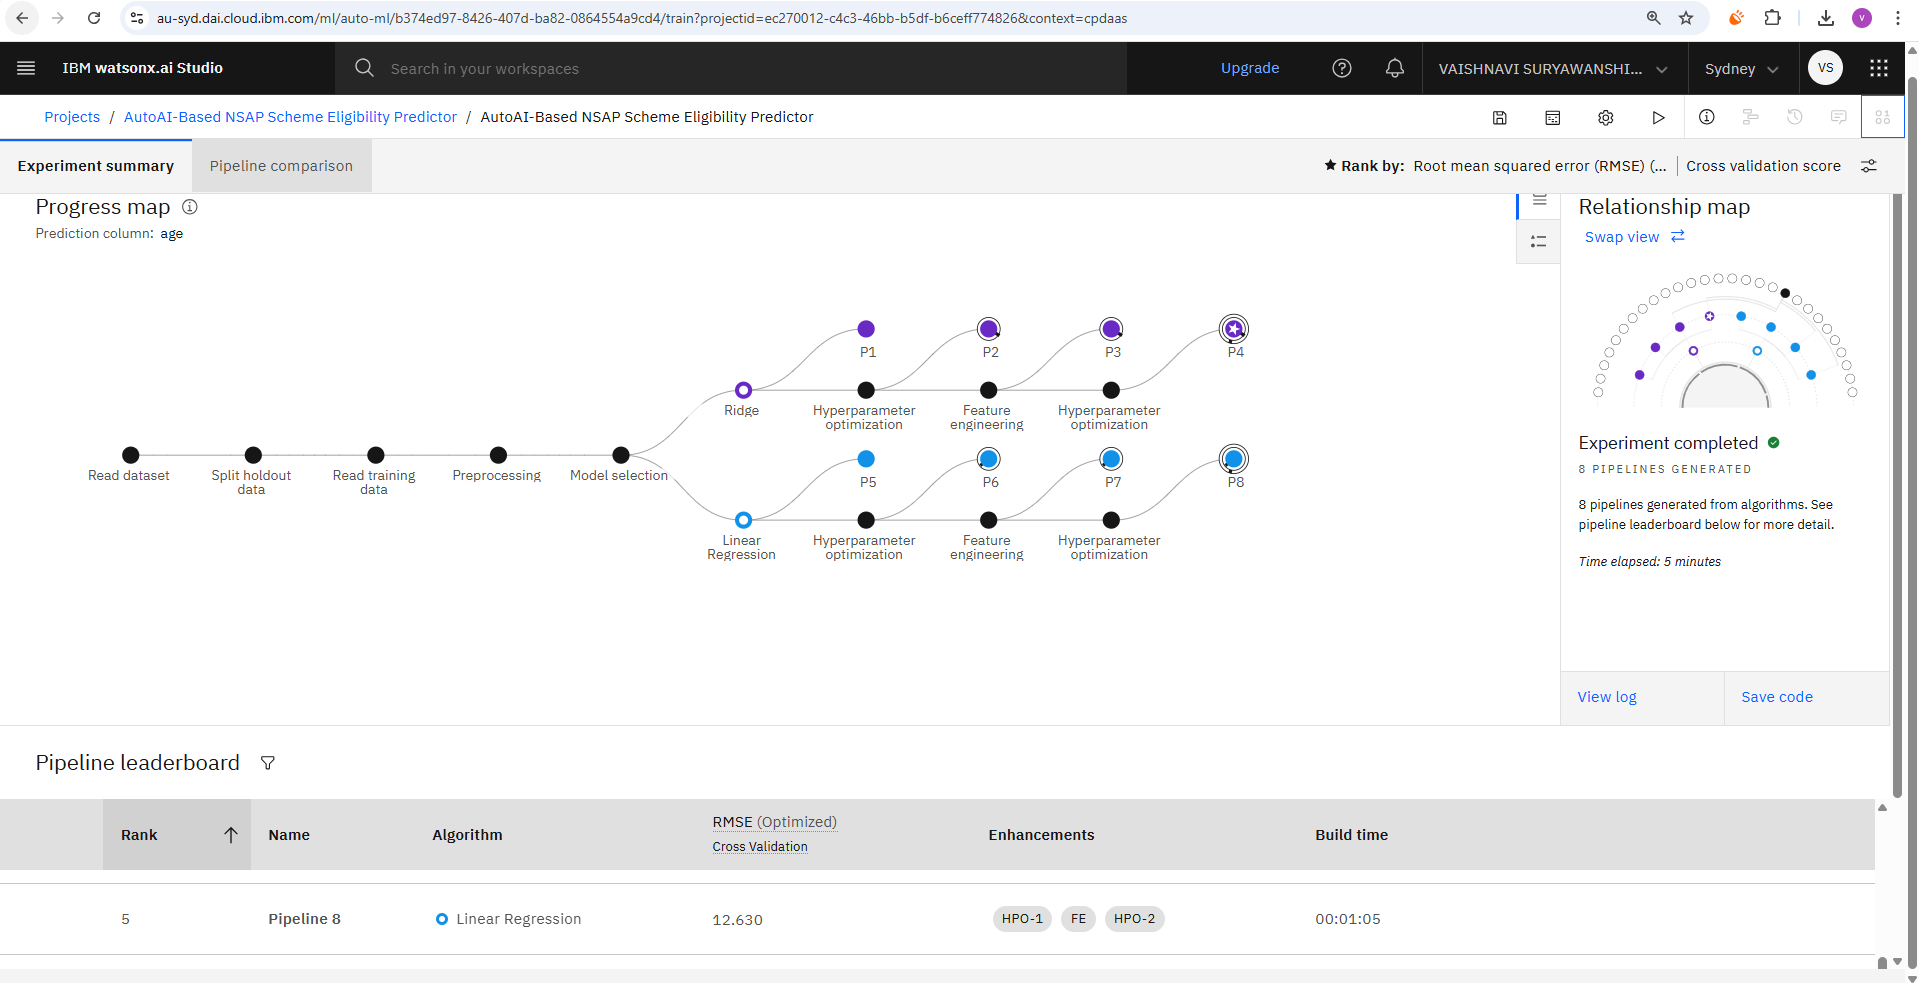 au-syd.dai.cloud.ibm.com/ml/auto-ml/b374ed97-8426-407d-ba82-0864554a9cd4/train?projectid=ec270012-c4c3-46bb-b5df-b6ceff774826&context=cpdaas
V
IBM watsonx.ai Studio
Search in your workspaces
Upgrade
VAISHNAVI SURYAWANSHI...
Sydney
VS
Projects / AutoAI-Based NSAP Scheme Eligibility Predictor / AutoAI-Based NSAP Scheme Eligibility Predictor
Experiment summary
Pipeline comparison
Rank by: Root mean squared error (RMSE) (... | Cross validation score
Progress map
Prediction column: age
Read dataset
Split holdout
data
Read training
data
Preprocessing
Model selection
Ridge
P1
P2
P3
P4
Hyperparameter
optimization
Feature
engineering
Hyperparameter
optimization
Linear
Regression
P5
P6
P7
P8
Hyperparameter
optimization
Feature
engineering
Hyperparameter
optimization
Relationship map
Swap view
Experiment completed
8 PIPELINES GENERATED
8 pipelines generated from algorithms. See
pipeline leaderboard below for more detail.
Time elapsed: 5 minutes
View log
Save code
Pipeline leaderboard
Rank
Name
Algorithm
RMSE (Optimized)
Cross Validation
Enhancements
Build time
5
Pipeline 8
Linear Regression
12.630
HPO-1
FE
HPO-2
00:01:05